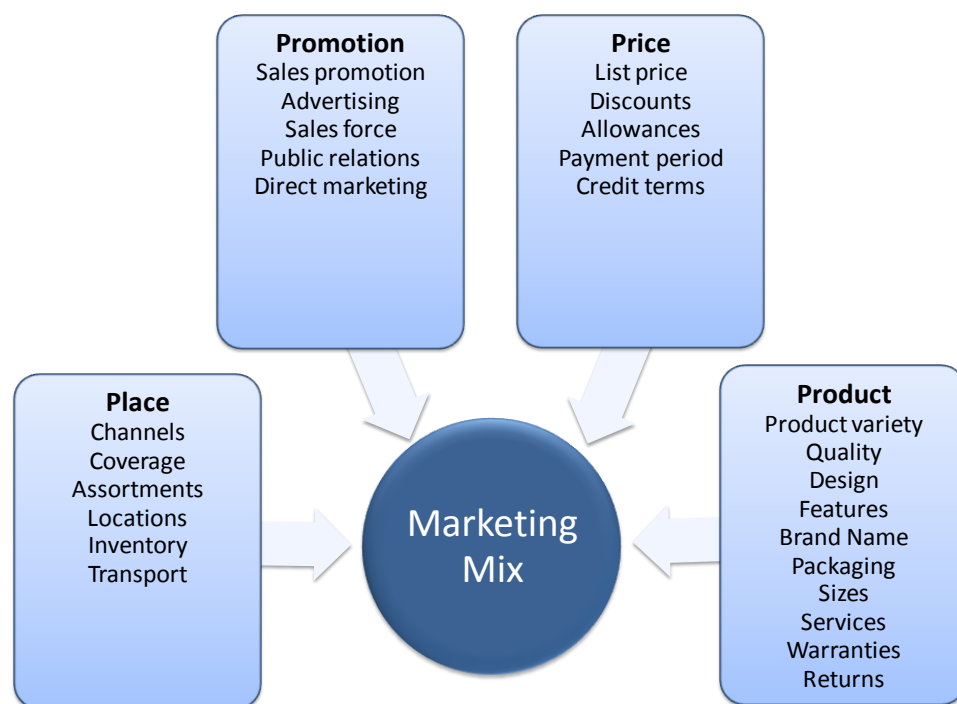 Promotion
Sales promotion
Advertising
Sales force
Public relations
Direct marketing
Price
List price
Discounts
Allowances
Payment period
Credit terms
Place
Channels
Coverage
Assortments
Locations
Inventory
Transport
Marketing
Mix
Product
Product variety
Quality
Design
Features
Brand Name
Packaging
Sizes
Services
Warranties
Returns